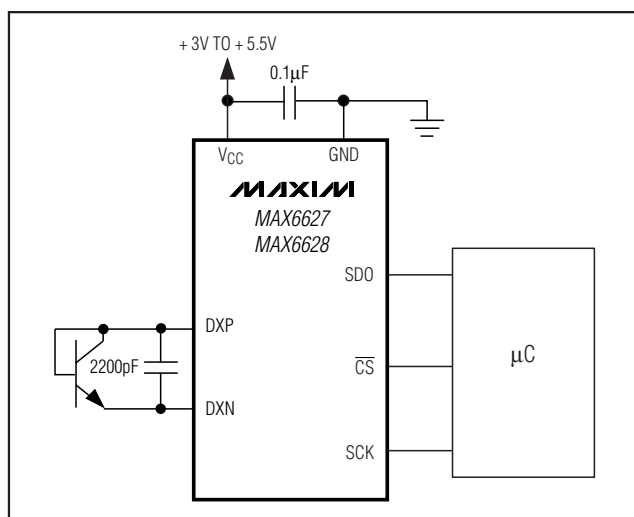 + 3V TO + 5.5V
0.1µF
VCC
GND
MAXIM
MAX6627
MAX6628
SDO
DXP
2200pF
CS
µC
DXN
SCK